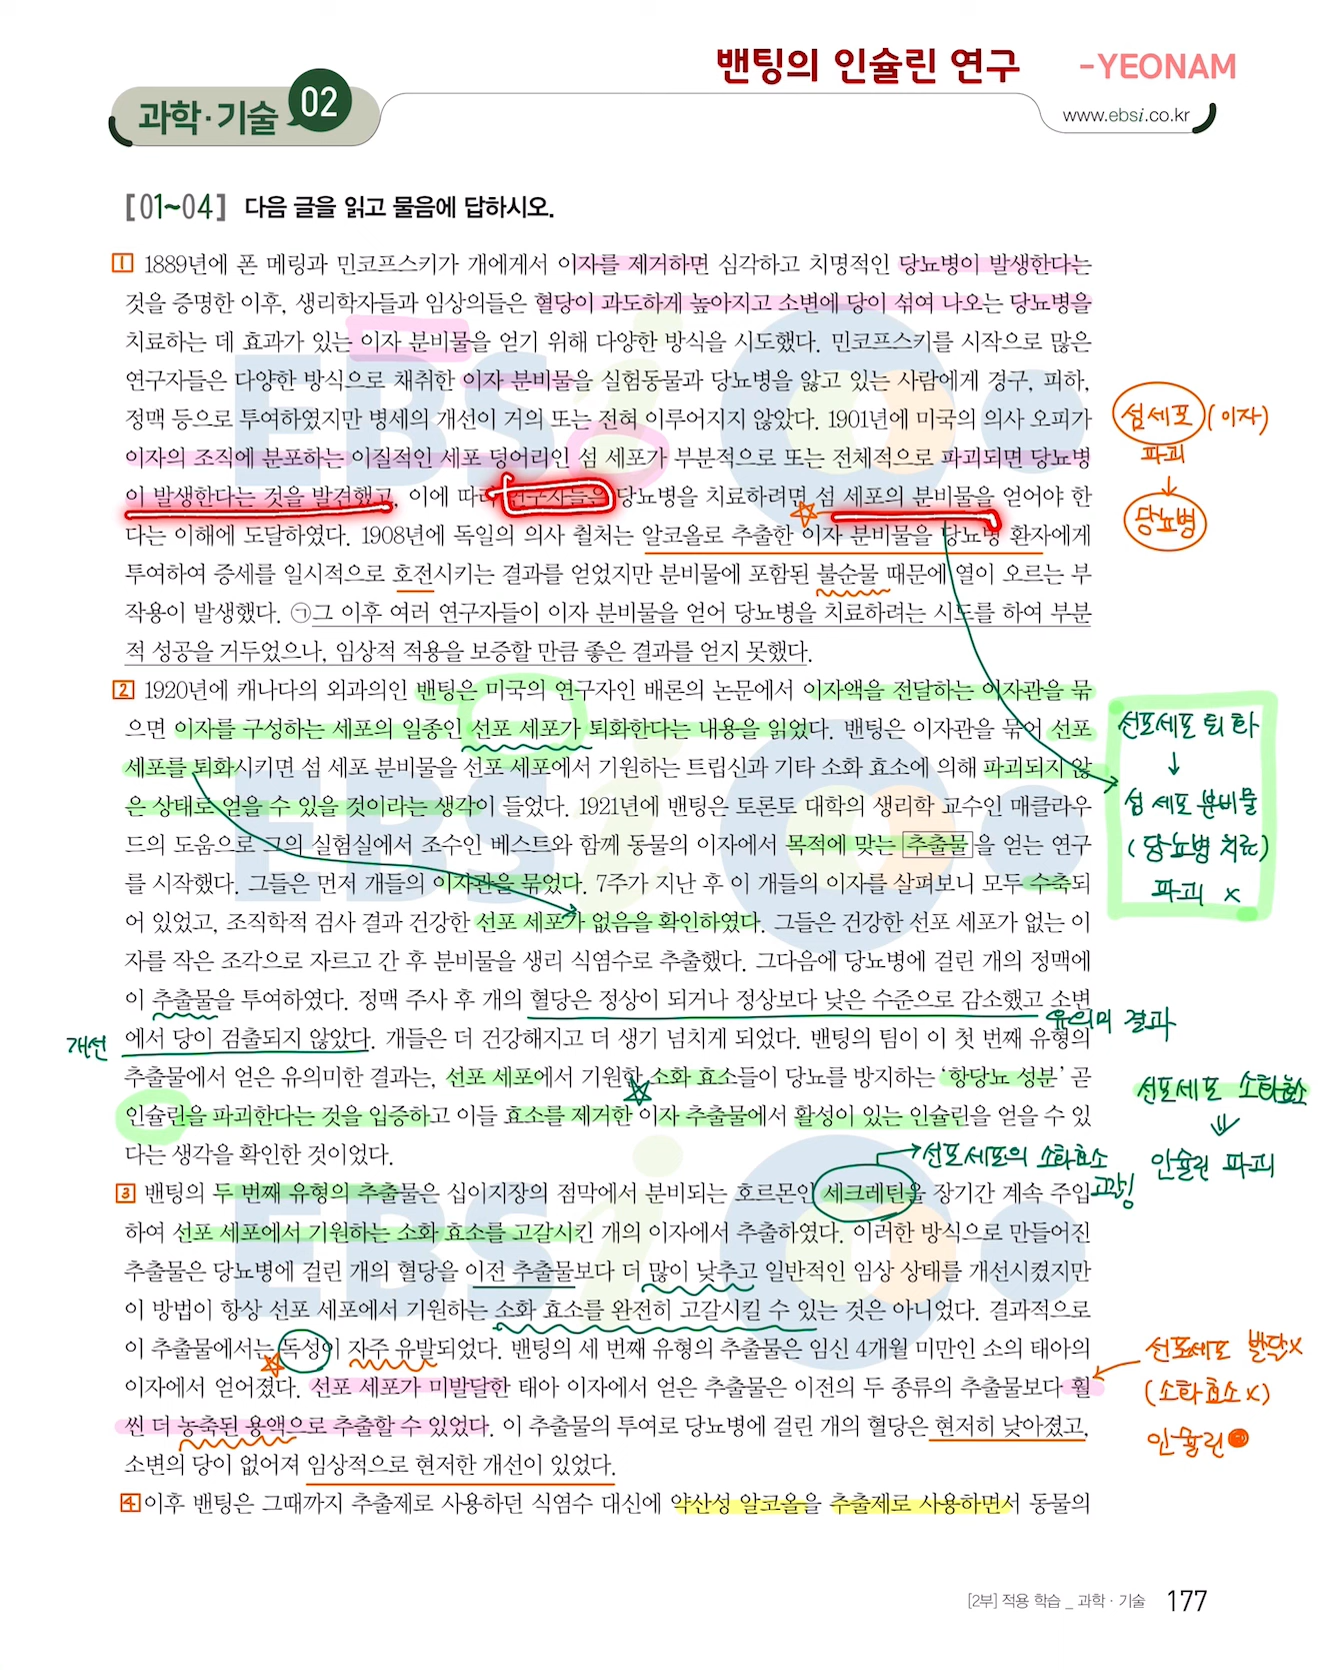 밴팅의 인슐린 연구 -YEONAM
과학·기술 02
www.ebsi.co.kr
[01~04] 다음 글을 읽고 물음에 답하시오.
1 1889년에 폰 메링과 민코프스키가 개에게서 이자를 제거하면 심각하고 치명적인 당뇨병이 발생한다는
것을 증명한 이후, 생리학자들과 임상의들은 혈당이 과도하게 높아지고 소변에 당이 섞여 나오는 당뇨병을
치료하는 데 효과가 있는 이자 분비물을 얻기 위해 다양한 방식을 시도했다. 민코프스키를 시작으로 많은
연구자들은 다양한 방식으로 채취한 이자 분비물을 실험동물과 당뇨병을 앓고 있는 사람에게 경구, 피하,
정맥 등으로 투여하였지만 병세의 개선이 거의 또는 전혀 이루어지지 않았다. 1901년에 미국의 의사 오피가
이자의 조직에 분포하는 이질적인 세포 덩어리인 섬 세포가 부분적으로 또는 전체적으로 파괴되면 당뇨병
이 발생한다는 것을 발견했고, 이에 따라 연구자들은 당뇨병을 치료하려면 섬 세포의 분비물을 얻어야 한
다는 이해에 도달하였다. 1908년에 독일의 의사 췰처는 알코올로 추출한 이자 분비물을 당뇨병 환자에게
투여하여 증세를 일시적으로 호전시키는 결과를 얻었지만 분비물에 포함된 불순물 때문에 열이 오르는 부
작용이 발생했다. ㉠그 이후 여러 연구자들이 이자 분비물을 얻어 당뇨병을 치료하려는 시도를 하여 부분
적 성공을 거두었으나, 임상적 적용을 보증할 만큼 좋은 결과를 얻지 못했다.
섬세포 (이자)
파괴
↓
당뇨병
2 1920년에 캐나다의 외과의인 밴팅은 미국의 연구자인 배론의 논문에서 이자액을 전달하는 이자관을 묶
으면 이자를 구성하는 세포의 일종인 선포 세포가 퇴화한다는 내용을 읽었다. 밴팅은 이자관을 묶어 선포
세포를 퇴화시키면 섬 세포 분비물을 선포 세포에서 기원하는 트립신과 기타 소화 효소에 의해 파괴되지 않
은 상태로 얻을 수 있을 것이라는 생각이 들었다. 1921년에 밴팅은 토론토 대학의 생리학 교수인 매클라우
드의 도움으로 그의 실험실에서 조수인 베스트와 함께 동물의 이자에서 목적에 맞는 추출물을 얻는 연구
를 시작했다. 그들은 먼저 개들의 이자관을 묶었다. 7주가 지난 후 이 개들의 이자를 살펴보니 모두 수축되
어 있었고, 조직학적 검사 결과 건강한 선포 세포가 없음을 확인하였다. 그들은 건강한 선포 세포가 없는 이
자를 작은 조각으로 자르고 간 후 분비물을 생리 식염수로 추출했다. 그다음에 당뇨병에 걸린 개의 정맥에
이 추출물을 투여하였다. 정맥 주사 후 개의 혈당은 정상이 되거나 정상보다 낮은 수준으로 감소했고 소변
에서 당이 검출되지 않았다. 개들은 더 건강해지고 더 생기 넘치게 되었다. 밴팅의 팀이 이 첫 번째 유형의
추출물에서 얻은 유의미한 결과는, 선포 세포에서 기원한 소화 효소들이 당뇨를 방지하는 ‘항당뇨 성분’ 곧
인슐린을 파괴한다는 것을 입증하고 이들 효소를 제거한 이자 추출물에서 활성이 있는 인슐린을 얻을 수 있
다는 생각을 확인한 것이었다.
선포세포 퇴화
↓
섬 세포 분비물
(당뇨병 치료)
파괴 x
유의미 결과
개선
선포세포 소화효소
⇓
인슐린 파괴
→선포세포의 소화효소
고갈!
3 밴팅의 두 번째 유형의 추출물은 십이지장의 점막에서 분비되는 호르몬인 세크레틴을 장기간 계속 주입
하여 선포 세포에서 기원하는 소화 효소를 고갈시킨 개의 이자에서 추출하였다. 이러한 방식으로 만들어진
추출물은 당뇨병에 걸린 개의 혈당을 이전 추출물보다 더 많이 낮추고 일반적인 임상 상태를 개선시켰지만
이 방법이 항상 선포 세포에서 기원하는 소화 효소를 완전히 고갈시킬 수 있는 것은 아니었다. 결과적으로
이 추출물에서는 독성이 자주 유발되었다. 밴팅의 세 번째 유형의 추출물은 임신 4개월 미만인 소의 태아의
이자에서 얻어졌다. 선포 세포가 미발달한 태아 이자에서 얻은 추출물은 이전의 두 종류의 추출물보다 훨
씬 더 농축된 용액으로 추출할 수 있었다. 이 추출물의 투여로 당뇨병에 걸린 개의 혈당은 현저히 낮아졌고,
소변의 당이 없어져 임상적으로 현저한 개선이 있었다.
선포세포 발달x
(소화효소 x)
인슐린
4 이후 밴팅은 그때까지 추출제로 사용하던 식염수 대신에 약산성 알코올을 추출제로 사용하면서 동물의
[2부] 적용 학습 _ 과학·기술 177
EBSi
EBSi
EBSi